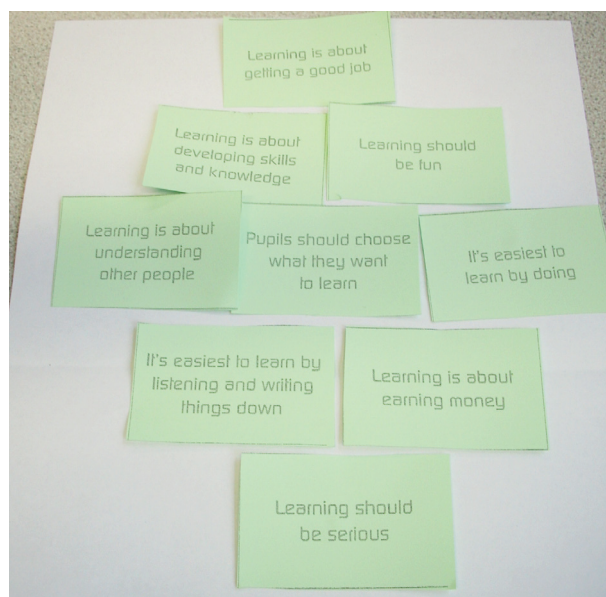 Learning is about
getting a good job
Learning is about
developing skills
and knowledge
Learning should
be fun
Learning is about
understanding
other people
Pupils should choose
what they want
to learn
It's easiest to
learn by doing
It's easiest to learn by
listening and writing
things down
Learning is about
earning money
Learning should
be serious